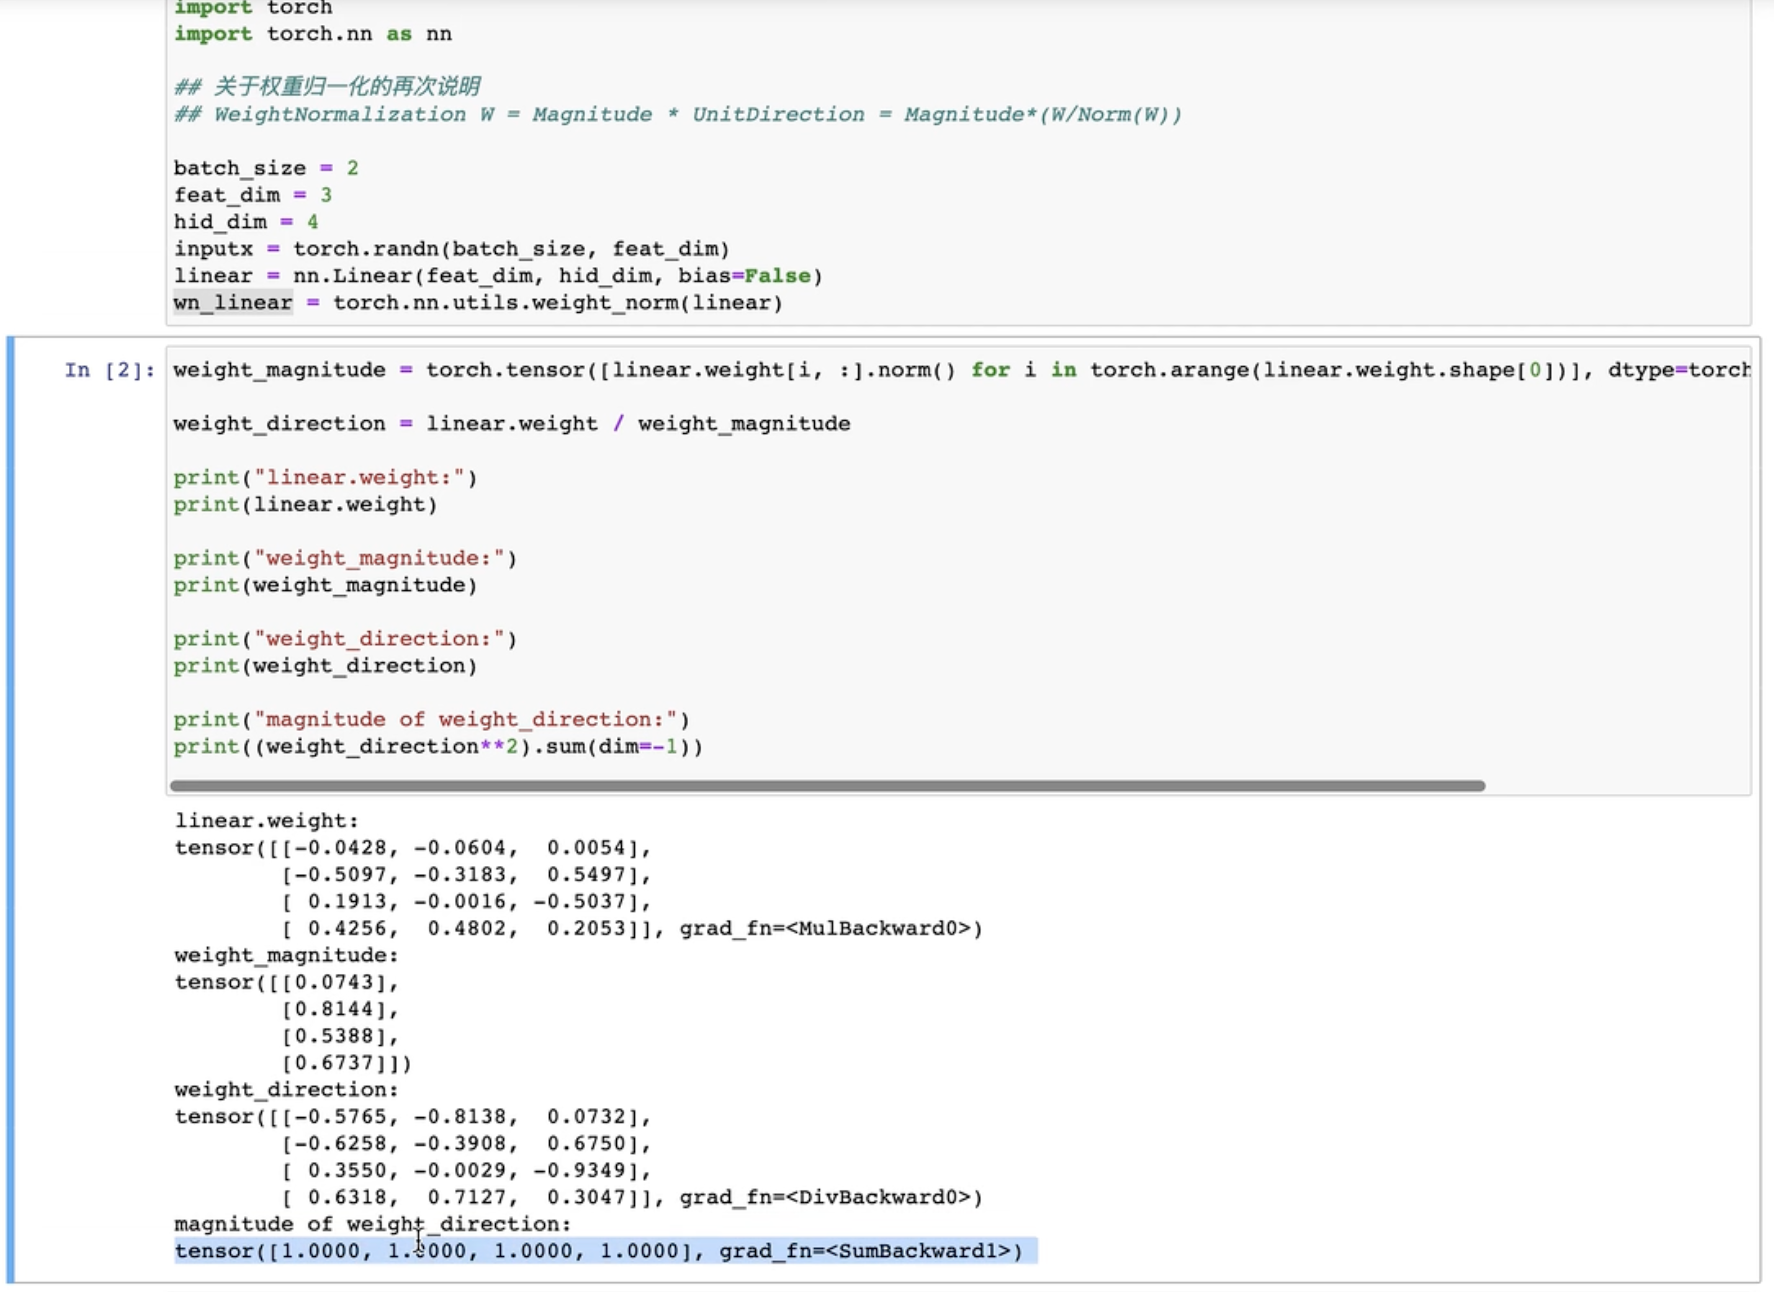 import torch
import torch.nn as nn
## 关于权重归一化的再次说明
## WeightNormalization W = Magnitude * UnitDirection = Magnitude*(W/Norm(W))
batch_size = 2
feat_dim = 3
hid_dim = 4
inputx = torch.randn(batch_size, feat_dim)
linear = nn.Linear(feat_dim, hid_dim, bias=False)
wn_linear = torch.nn.utils.weight_norm(linear)
In [2]: weight_magnitude = torch.tensor([linear.weight[i, :].norm() for i in torch.arange(linear.weight.shape[0])], dtype=torch
weight_direction = linear.weight / weight_magnitude
print("linear.weight:")
print(linear.weight)
print("weight_magnitude:")
print(weight_magnitude)
print("weight_direction:")
print(weight_direction)
print("magnitude of weight_direction:")
print((weight_direction**2).sum(dim=-1))
linear.weight:
tensor([[-0.0428, -0.0604,  0.0054],
[-0.5097, -0.3183,  0.5497],
[ 0.1913, -0.0016, -0.5037],
[ 0.4256,  0.4802,  0.2053]], grad_fn=<MulBackward0>)
weight_magnitude:
tensor([[0.0743],
[0.8144],
[0.5388],
[0.6737]])
weight_direction:
tensor([[-0.5765, -0.8138,  0.0732],
[-0.6258, -0.3908,  0.6750],
[ 0.3550, -0.0029, -0.9349],
[ 0.6318,  0.7127,  0.3047]], grad_fn=<DivBackward0>)
magnitude of weight_direction:
tensor([1.0000, 1.0000, 1.0000, 1.0000], grad_fn=<SumBackward1>)